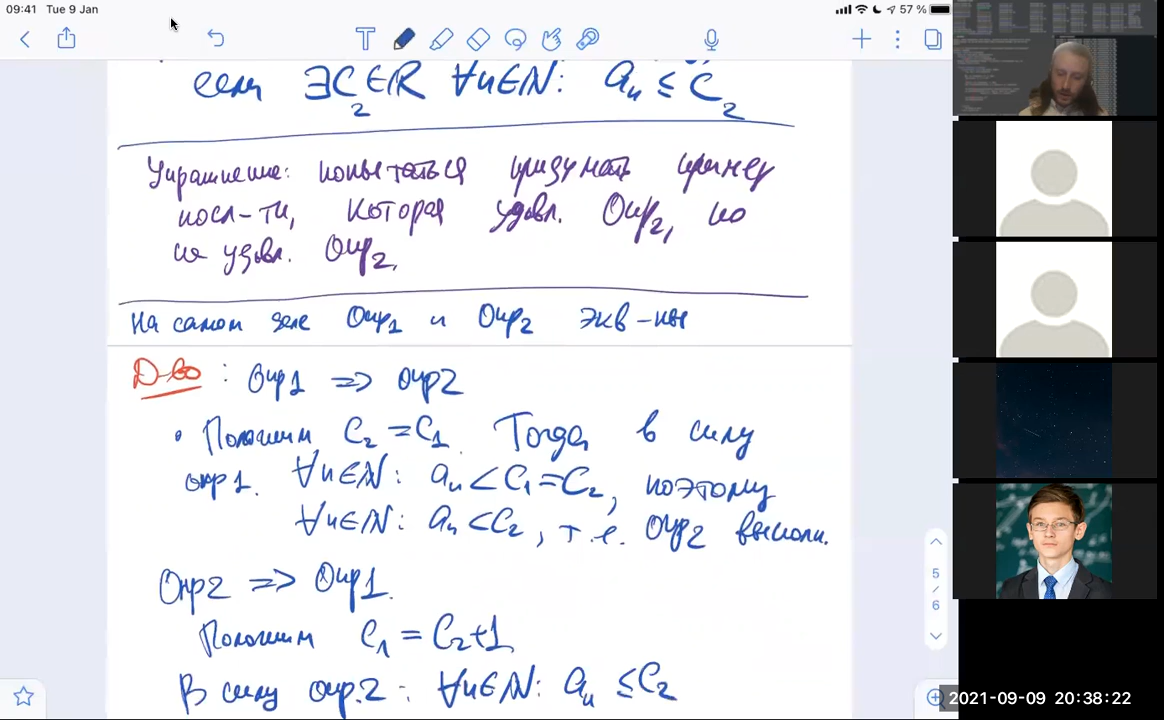 09:41 Tue 9 Jan
57 %
если ∃C₂∈ℝ ∀n∈ℕ: aₙ ≤ C₂
Упражнение: попытаться придумать пример
посл-ти, которая удовл. Опр2, но
не удовл. Опр2,
На самом деле Опр1 и Опр2 экв-ны
Д-во: Опр1 => опр2
• Положим C₂ = C₁. Тогда в силу
опр1. ∀n∈ℕ: aₙ < C₁ = C₂, поэтому
∀n∈ℕ: aₙ < C₂, т.е. Опр2 выполн.
Опр2 => Опр1.
Положим C₁ = C₂+1
В силу опр.2: ∀n∈ℕ: aₙ ≤ C₂
5
/
6
2021-09-09 20:38:22